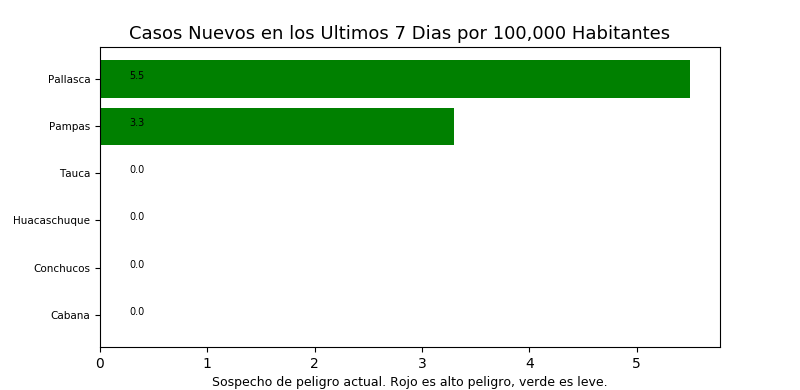 Casos Nuevos en los Ultimos 7 Dias por 100,000 Habitantes
Pallasca 5.5
Pampas 3.3
Tauca 0.0
Huacaschuque 0.0
Conchucos 0.0
Cabana 0.0
0 1 2 3 4 5
Sospecho de peligro actual. Rojo es alto peligro, verde es leve.